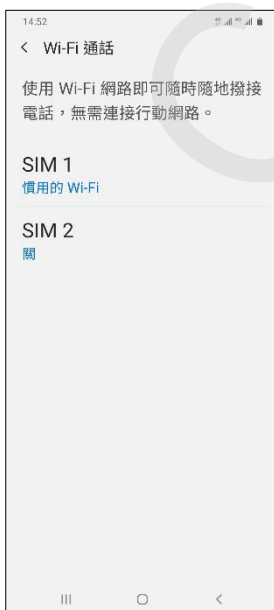 14:52
< Wi-Fi 通話
使用 Wi-Fi 網路即可隨時隨地撥接
電話，無需連接行動網路。
SIM 1
慣用的 Wi-Fi
SIM 2
關